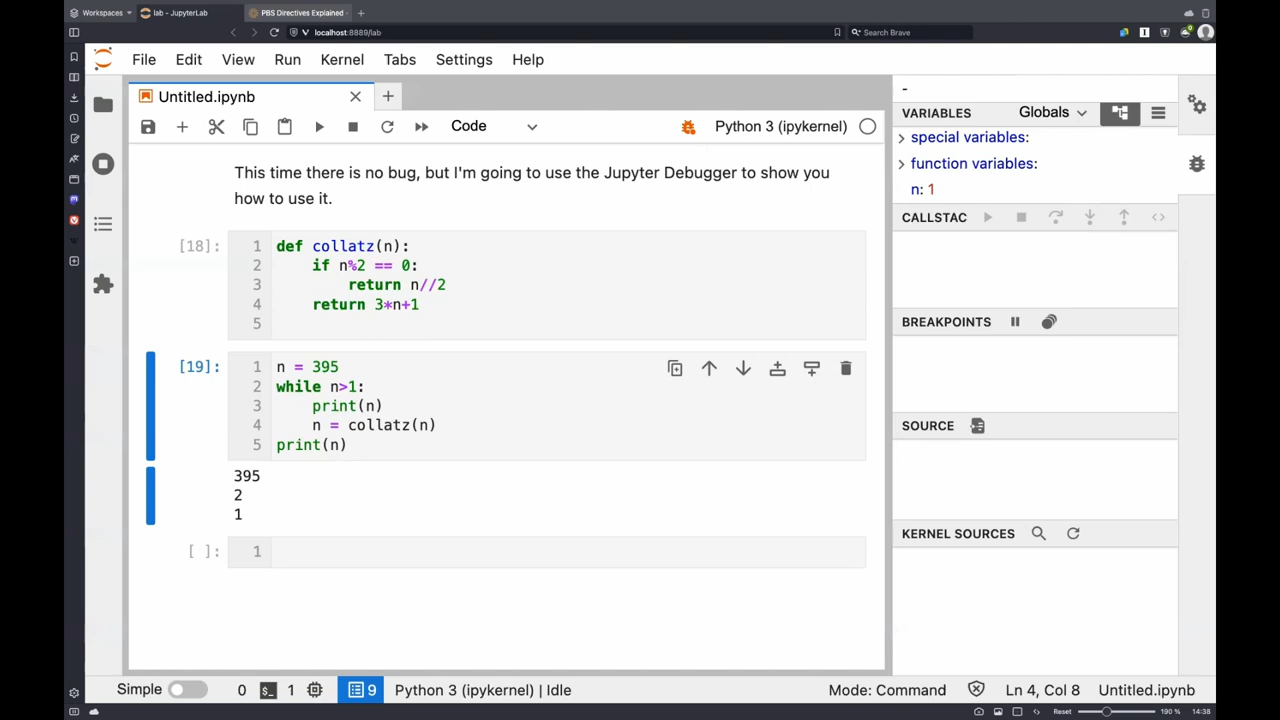 Workspaces
lab - JupyterLab
PBS Directives Explained
localhost:8889/lab
Search Brave
File Edit View Run Kernel Tabs Settings Help
Untitled.ipynb
Code
Python 3 (ipykernel)
This time there is no bug, but I'm going to use the Jupyter Debugger to show you
how to use it.
[18]:
1 def collatz(n):
2     if n%2 == 0:
3         return n//2
4     return 3*n+1
5
[19]:
1 n = 395
2 while n>1:
3     print(n)
4     n = collatz(n)
5 print(n)
395
2
1
[ ]:
1
-
VARIABLES Globals
special variables:
function variables:
n: 1
CALLSTAC
BREAKPOINTS
SOURCE
KERNEL SOURCES
Simple 0 1 9 Python 3 (ipykernel) | Idle Mode: Command Ln 4, Col 8 Untitled.ipynb
Reset 190 % 14:38